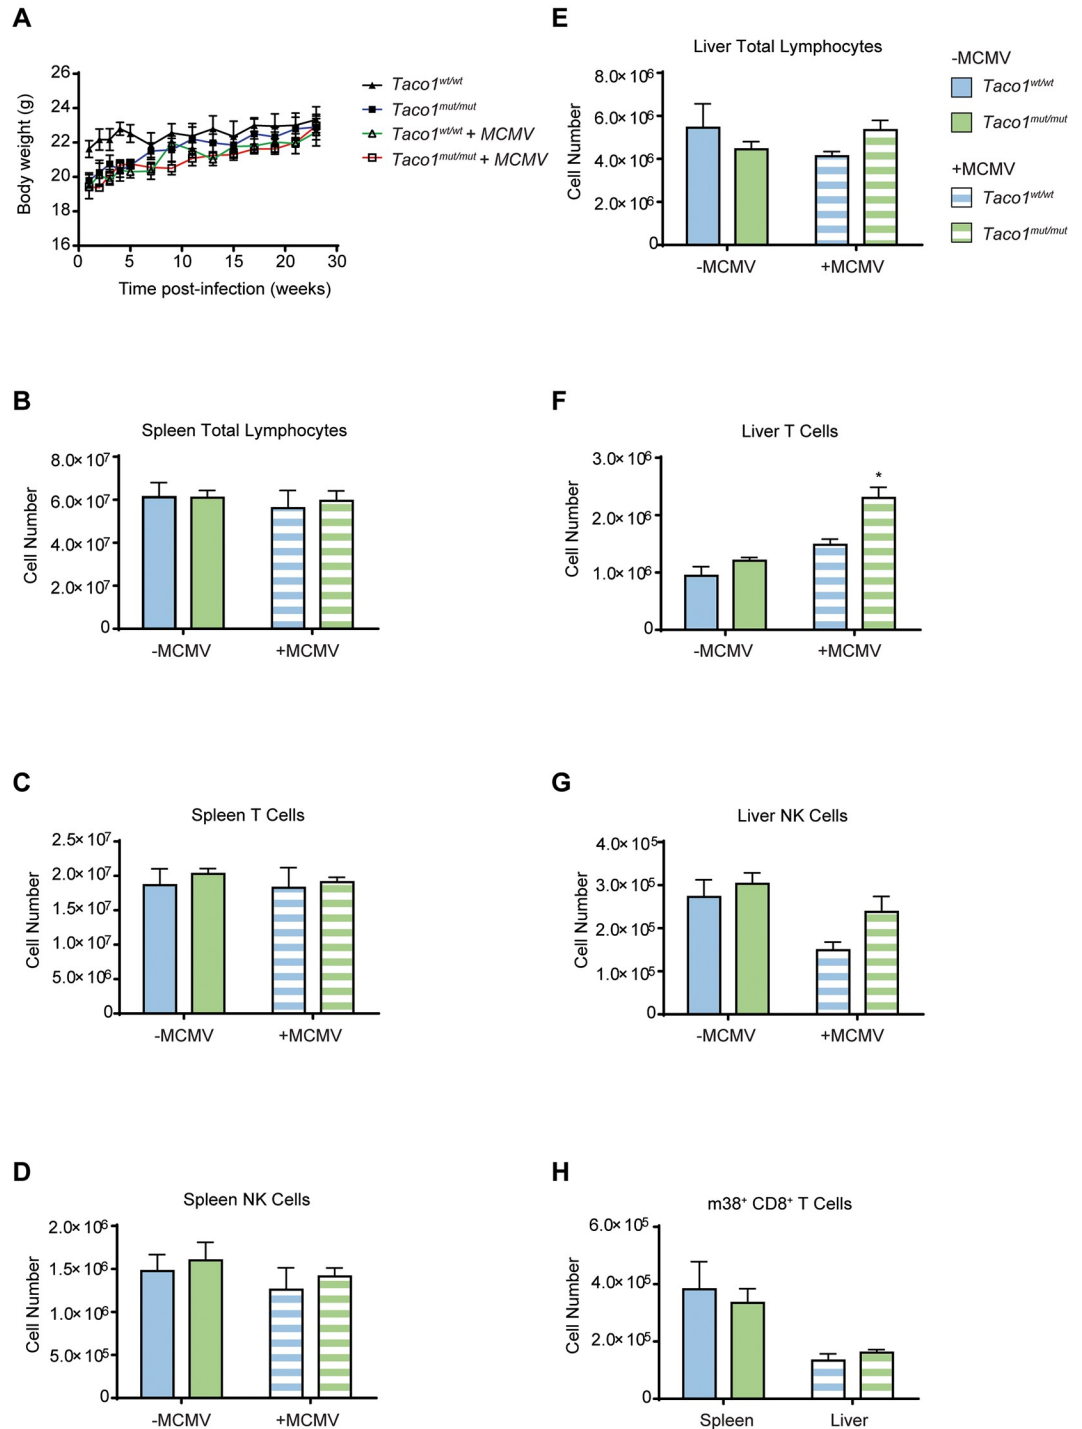 A
Body weight (g)
26
24
22
20
18
16
0 5 10 15 20 25 30
Time post-infection (weeks)
Taco1wt/wt
Taco1mut/mut
Taco1wt/wt + MCMV
Taco1mut/mut + MCMV
E
Liver Total Lymphocytes
Cell Number
8.0× 10⁶
6.0× 10⁶
4.0× 10⁶
2.0× 10⁶
0
-MCMV +MCMV
-MCMV
Taco1wt/wt
Taco1mut/mut
+MCMV
Taco1wt/wt
Taco1mut/mut
B
Spleen Total Lymphocytes
Cell Number
8.0× 10⁷
6.0× 10⁷
4.0× 10⁷
2.0× 10⁷
0
-MCMV +MCMV
F
Liver T Cells
Cell Number
3.0× 10⁶
2.0× 10⁶
1.0× 10⁶
0
*
-MCMV +MCMV
C
Spleen T Cells
Cell Number
2.5× 10⁷
2.0× 10⁷
1.5× 10⁷
1.0× 10⁷
5.0× 10⁶
0
-MCMV +MCMV
G
Liver NK Cells
Cell Number
4.0× 10⁵
3.0× 10⁵
2.0× 10⁵
1.0× 10⁵
0
-MCMV +MCMV
D
Spleen NK Cells
Cell Number
2.0× 10⁶
1.5× 10⁶
1.0× 10⁶
5.0× 10⁵
0
-MCMV +MCMV
H
m38⁺ CD8⁺ T Cells
Cell Number
6.0× 10⁵
4.0× 10⁵
2.0× 10⁵
0
Spleen Liver